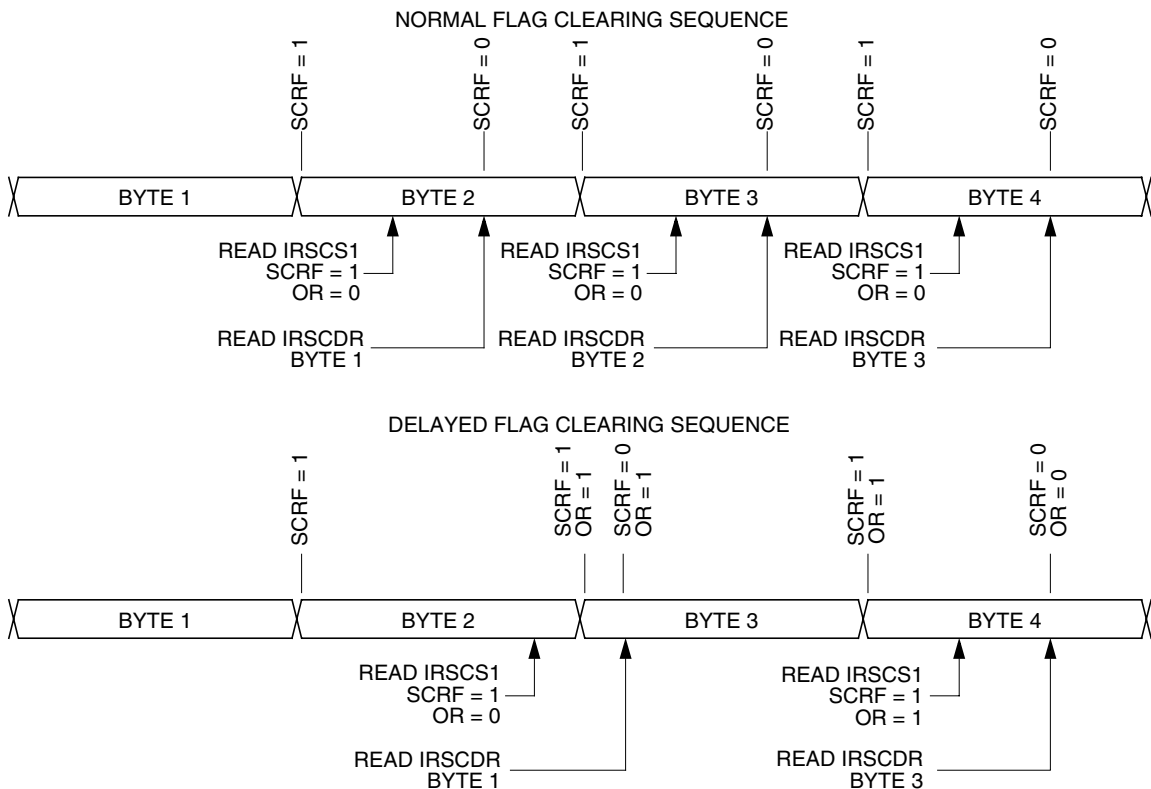 NORMAL FLAG CLEARING SEQUENCE
SCRF = 1
SCRF = 0
SCRF = 1
SCRF = 0
SCRF = 1
SCRF = 0
BYTE 1
BYTE 2
BYTE 3
BYTE 4
READ IRSCS1
SCRF = 1
OR = 0
READ IRSCS1
SCRF = 1
OR = 0
READ IRSCS1
SCRF = 1
OR = 0
READ IRSCDR
BYTE 1
READ IRSCDR
BYTE 2
READ IRSCDR
BYTE 3
DELAYED FLAG CLEARING SEQUENCE
SCRF = 1
SCRF = 1
OR = 1
SCRF = 0
OR = 1
SCRF = 1
OR = 1
SCRF = 0
OR = 0
BYTE 1
BYTE 2
BYTE 3
BYTE 4
READ IRSCS1
SCRF = 1
OR = 0
READ IRSCS1
SCRF = 1
OR = 1
READ IRSCDR
BYTE 1
READ IRSCDR
BYTE 3